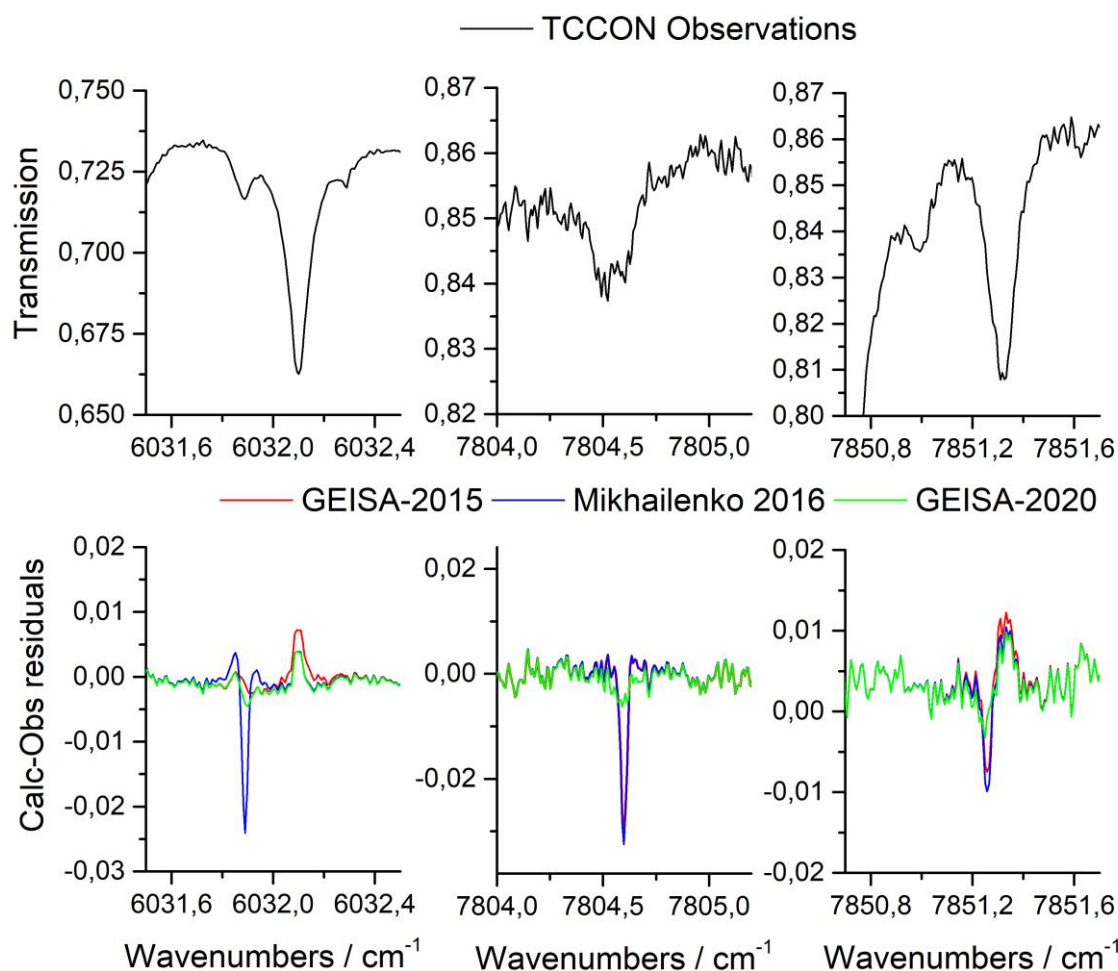 TCCON Observations
Transmission
0,750
0,725
0,700
0,675
0,650
6031,6 6032,0 6032,4
0,87
0,86
0,85
0,84
0,83
0,82
7804,0 7804,5 7805,0
0,87
0,86
0,85
0,84
0,83
0,82
0,81
0,80
7850,8 7851,2 7851,6
GEISA-2015 Mikhailenko 2016 GEISA-2020
Calc-Obs residuals
0,02
0,01
0,00
-0,01
-0,02
-0,03
6031,6 6032,0 6032,4
Wavenumbers / cm⁻¹
0,02
0,00
-0,02
7804,0 7804,5 7805,0
Wavenumbers / cm⁻¹
0,02
0,01
0,00
-0,01
-0,02
7850,8 7851,2 7851,6
Wavenumbers / cm⁻¹